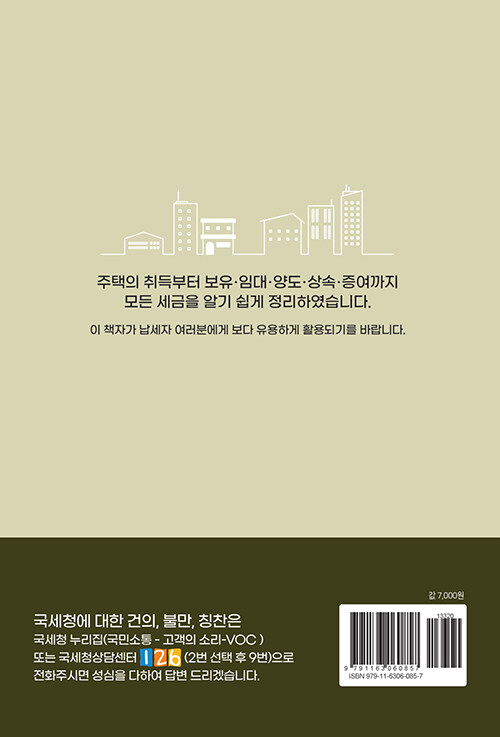 주택의 취득부터 보유·임대·양도·상속·증여까지
모든 세금을 알기 쉽게 정리하였습니다.
이 책자가 납세자 여러분에게 보다 유용하게 활용되기를 바랍니다.
국세청에 대한 건의, 불만, 칭찬은
국세청 누리집(국민소통 - 고객의 소리-VOC )
또는 국세청상담센터 126 (2번 선택 후 9번)으로
전화주시면 성심을 다하여 답변 드리겠습니다.
값 7,000원
13320
9 791163 060857
ISBN 979-11-6306-085-7